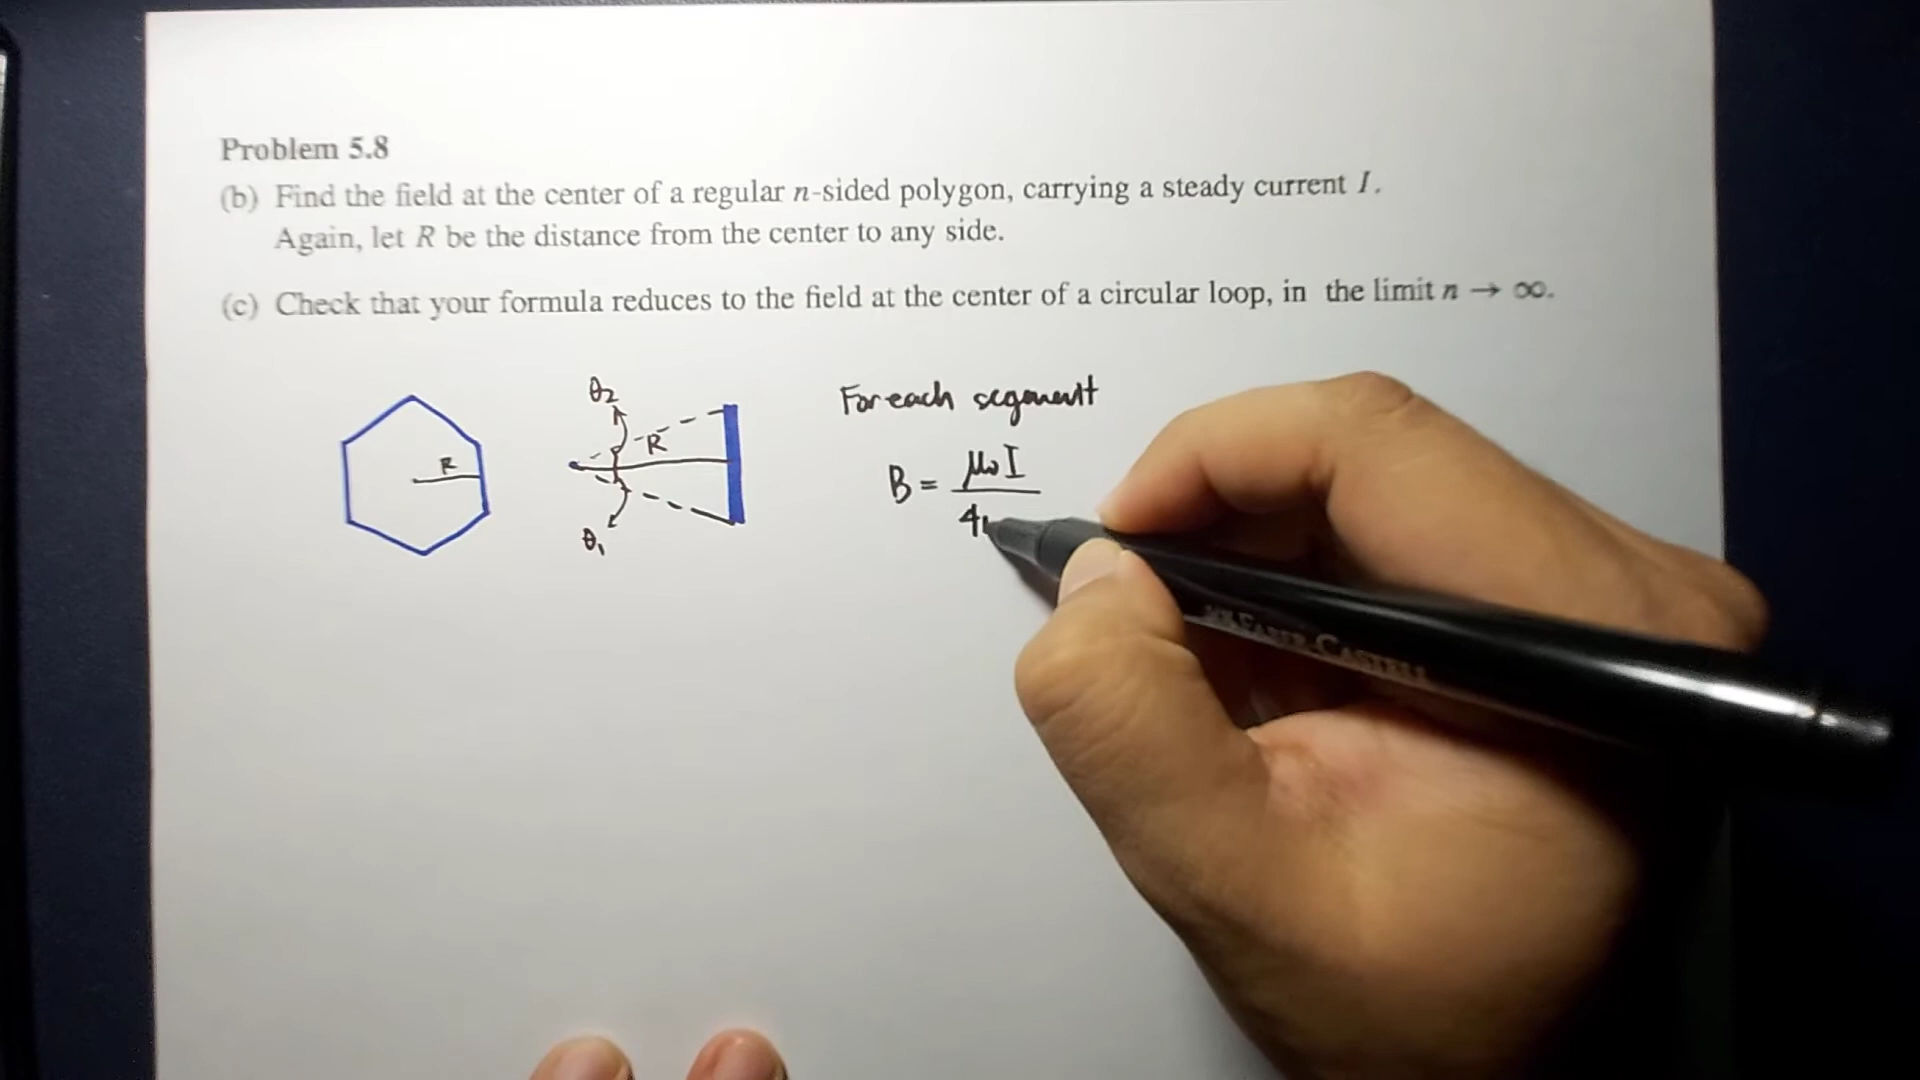 Problem 5.8
(b) Find the field at the center of a regular n-sided polygon, carrying a steady current I.
Again, let R be the distance from the center to any side.
(c) Check that your formula reduces to the field at the center of a circular loop, in the limit n → ∞.
R
θ₂
R
θ₁
For each segment
B = μ₀I
4
FABER-CASTELL